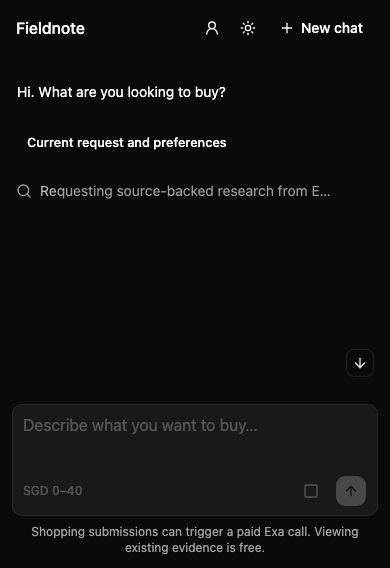 Fieldnote
New chat
Hi. What are you looking to buy?
Current request and preferences
Requesting source-backed research from E...
Describe what you want to buy...
SGD 0–40
Shopping submissions can trigger a paid Exa call. Viewing
existing evidence is free.